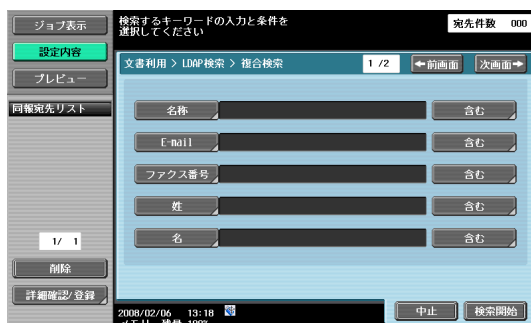 ジョブ表示
検索するキーワードの入力と条件を
選択してください
宛先件数 000
設定内容
文書利用 > LDAP検索 > 複合検索
1 /2
←前画面
次画面→
プレビュー
同報宛先リスト
名称
含む
E-mail
含む
ファクス番号
含む
姓
含む
名
含む
1/ 1
削除
詳細確認/登録
2008/02/06 13:18
メモリ 残量 100%
中止
検索開始